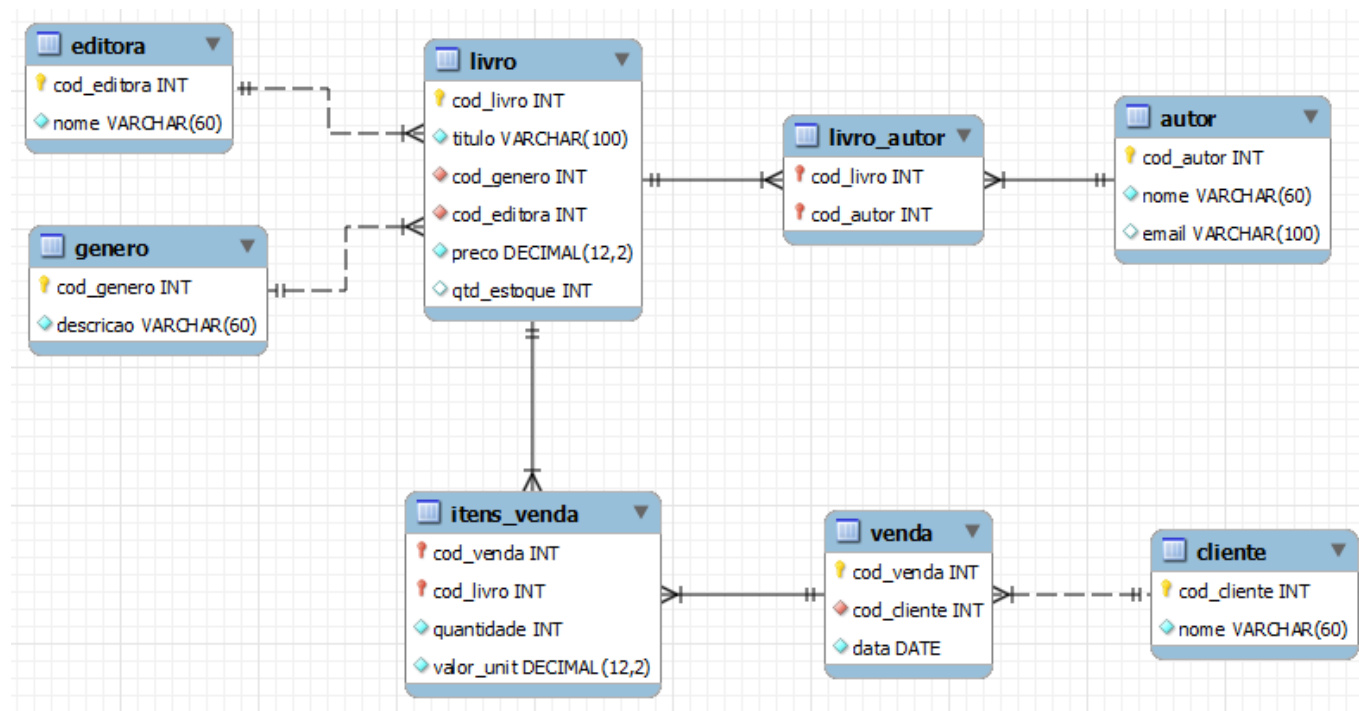 editora
cod_editora INT
nome VARCHAR(60)
genero
cod_genero INT
descricao VARCHAR(60)
livro
cod_livro INT
titulo VARCHAR(100)
cod_genero INT
cod_editora INT
preco DECIMAL(12,2)
qtd_estoque INT
livro_autor
cod_livro INT
cod_autor INT
autor
cod_autor INT
nome VARCHAR(60)
email VARCHAR(100)
itens_venda
cod_venda INT
cod_livro INT
quantidade INT
valor_unit DECIMAL(12,2)
venda
cod_venda INT
cod_cliente INT
data DATE
cliente
cod_cliente INT
nome VARCHAR(60)